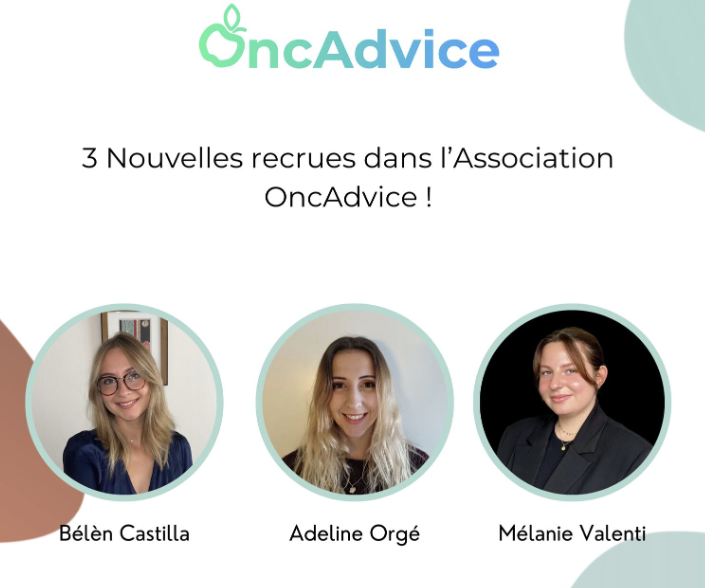 OncAdvice
3 Nouvelles recrues dans l’Association
OncAdvice !
Bélèn Castilla
Adeline Orgé
Mélanie Valenti